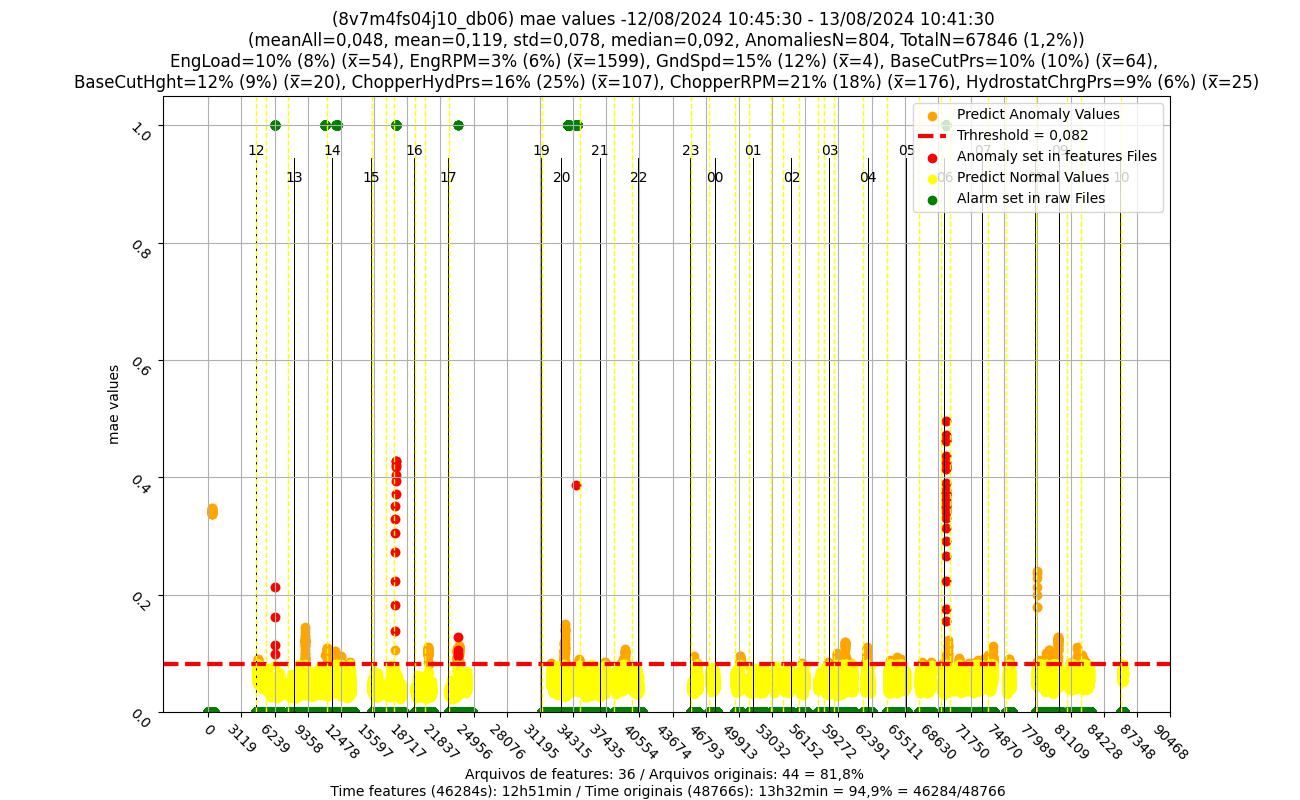 (8v7m4fs04j10_db06) mae values -12/08/2024 10:45:30 - 13/08/2024 10:41:30
(meanAll=0,048, mean=0,119, std=0,078, median=0,092, AnomaliesN=804, TotalN=67846 (1,2%))
EngLoad=10% (8%) (x̅=54), EngRPM=3% (6%) (x̅=1599), GndSpd=15% (12%) (x̅=4), BaseCutPrs=10% (10%) (x̅=64),
BaseCutHght=12% (9%) (x̅=20), ChopperHydPrs=16% (25%) (x̅=107), ChopperRPM=21% (18%) (x̅=176), HydrostatChrgPrs=9% (6%) (x̅=25)
Predict Anomaly Values
Trhreshold = 0,082
Anomaly set in features Files
Predict Normal Values
Alarm set in raw Files
12 14 16 19 21 23 01 03 05 07 09
13 15 17 20 22 00 02 04 06 10
1.0
0.8
0.6
0.4
0.2
0.0
mae values
0 3119 6239 9358 12478 15597 18717 21837 24956 28076 31195 34315 37435 40554 43674 46793 49913 53032 56152 59272 62391 65511 68630 71750 74870 77989 81109 84228 87348 90468
Arquivos de features: 36 / Arquivos originais: 44 = 81,8%
Time features (46284s): 12h51min / Time originais (48766s): 13h32min = 94,9% = 46284/48766